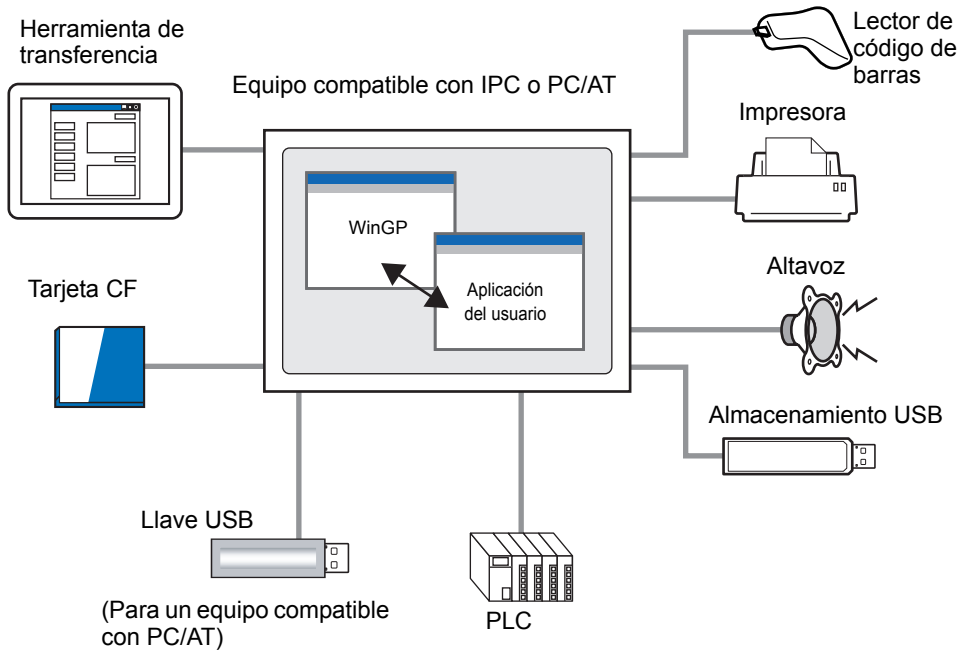 Herramienta de
transferencia
Equipo compatible con IPC o PC/AT
Lector de
código de
barras
Impresora
WinGP
Aplicación
del usuario
Altavoz
Tarjeta CF
Almacenamiento USB
Llave USB
(Para un equipo compatible
con PC/AT)
PLC